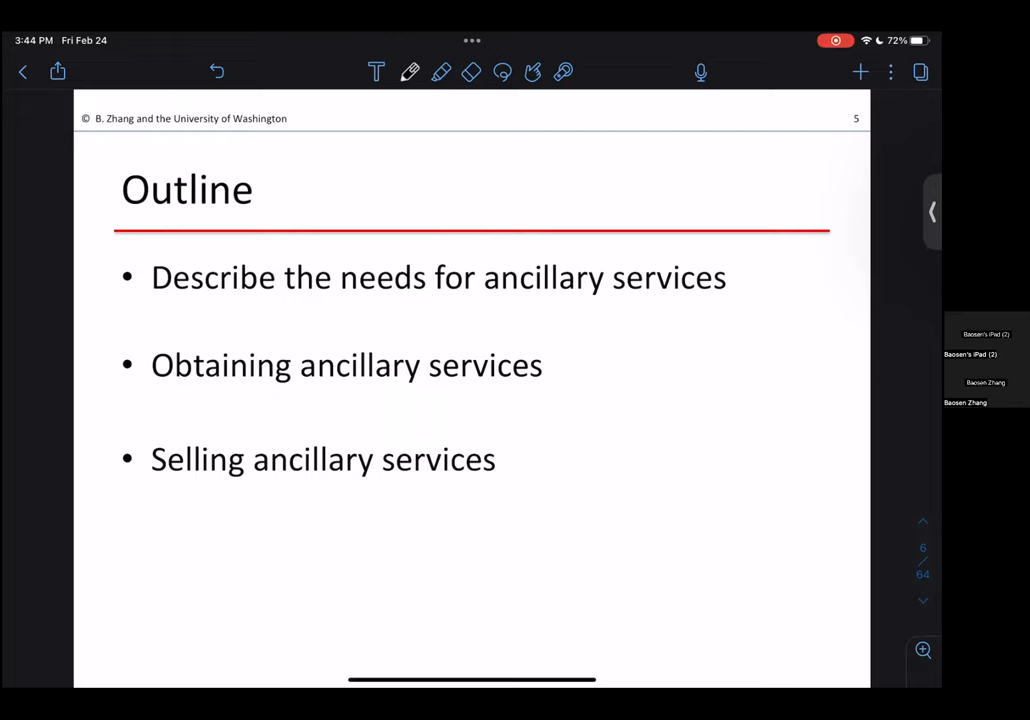 3:44 PM Fri Feb 24
72%
© B. Zhang and the University of Washington 5
Outline
• Describe the needs for ancillary services
• Obtaining ancillary services
• Selling ancillary services
Baosen's iPad (2)
Baosen's iPad (2)
Baosen Zhang
Baosen Zhang
6
/
64